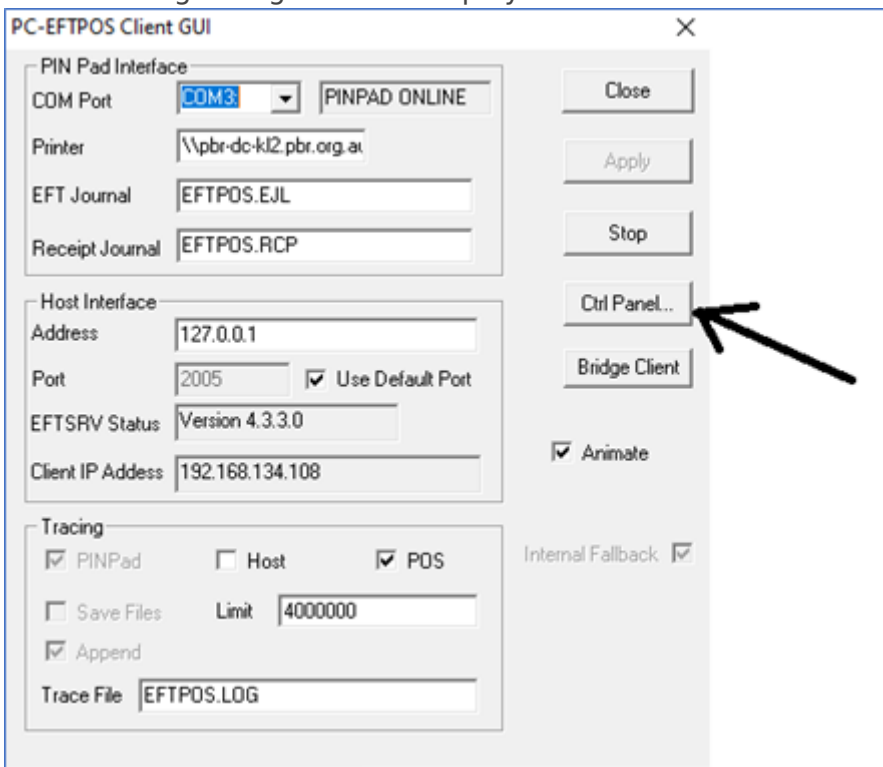 PC-EFTPOS Client GUI
PIN Pad Interface
COM Port COM3: PINPAD ONLINE
Printer \\pbr-dc-kl2.pbr.org.au
EFT Journal EFTPOS.EJL
Receipt Journal EFTPOS.RCP
Host Interface
Address 127.0.0.1
Port 2005 Use Default Port
EFTSRV Status Version 4.3.3.0
Client IP Addess 192.168.134.108
Tracing
PINPad Host POS
Save Files Limit 4000000
Append
Trace File EFTPOS.LOG
Close
Apply
Stop
Ctrl Panel...
Bridge Client
Animate
Internal Fallback